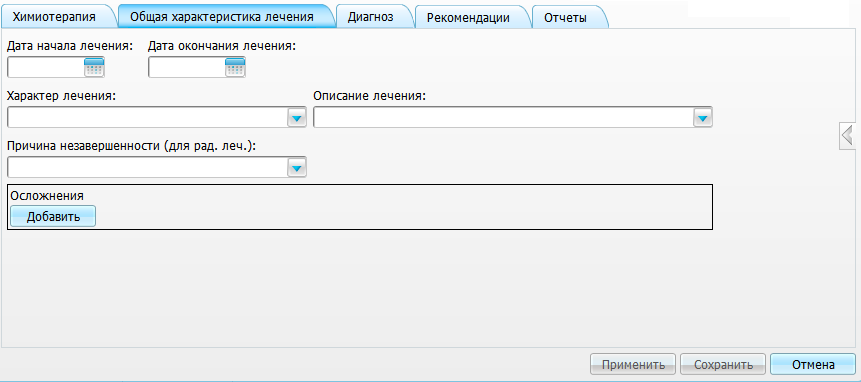 Химиотерапия Общая характеристика лечения Диагноз Рекомендации Отчеты
Дата начала лечения: Дата окончания лечения:
Характер лечения: Описание лечения:
Причина незавершенности (для рад. леч.):
Осложнения
Добавить
Применить Сохранить Отмена